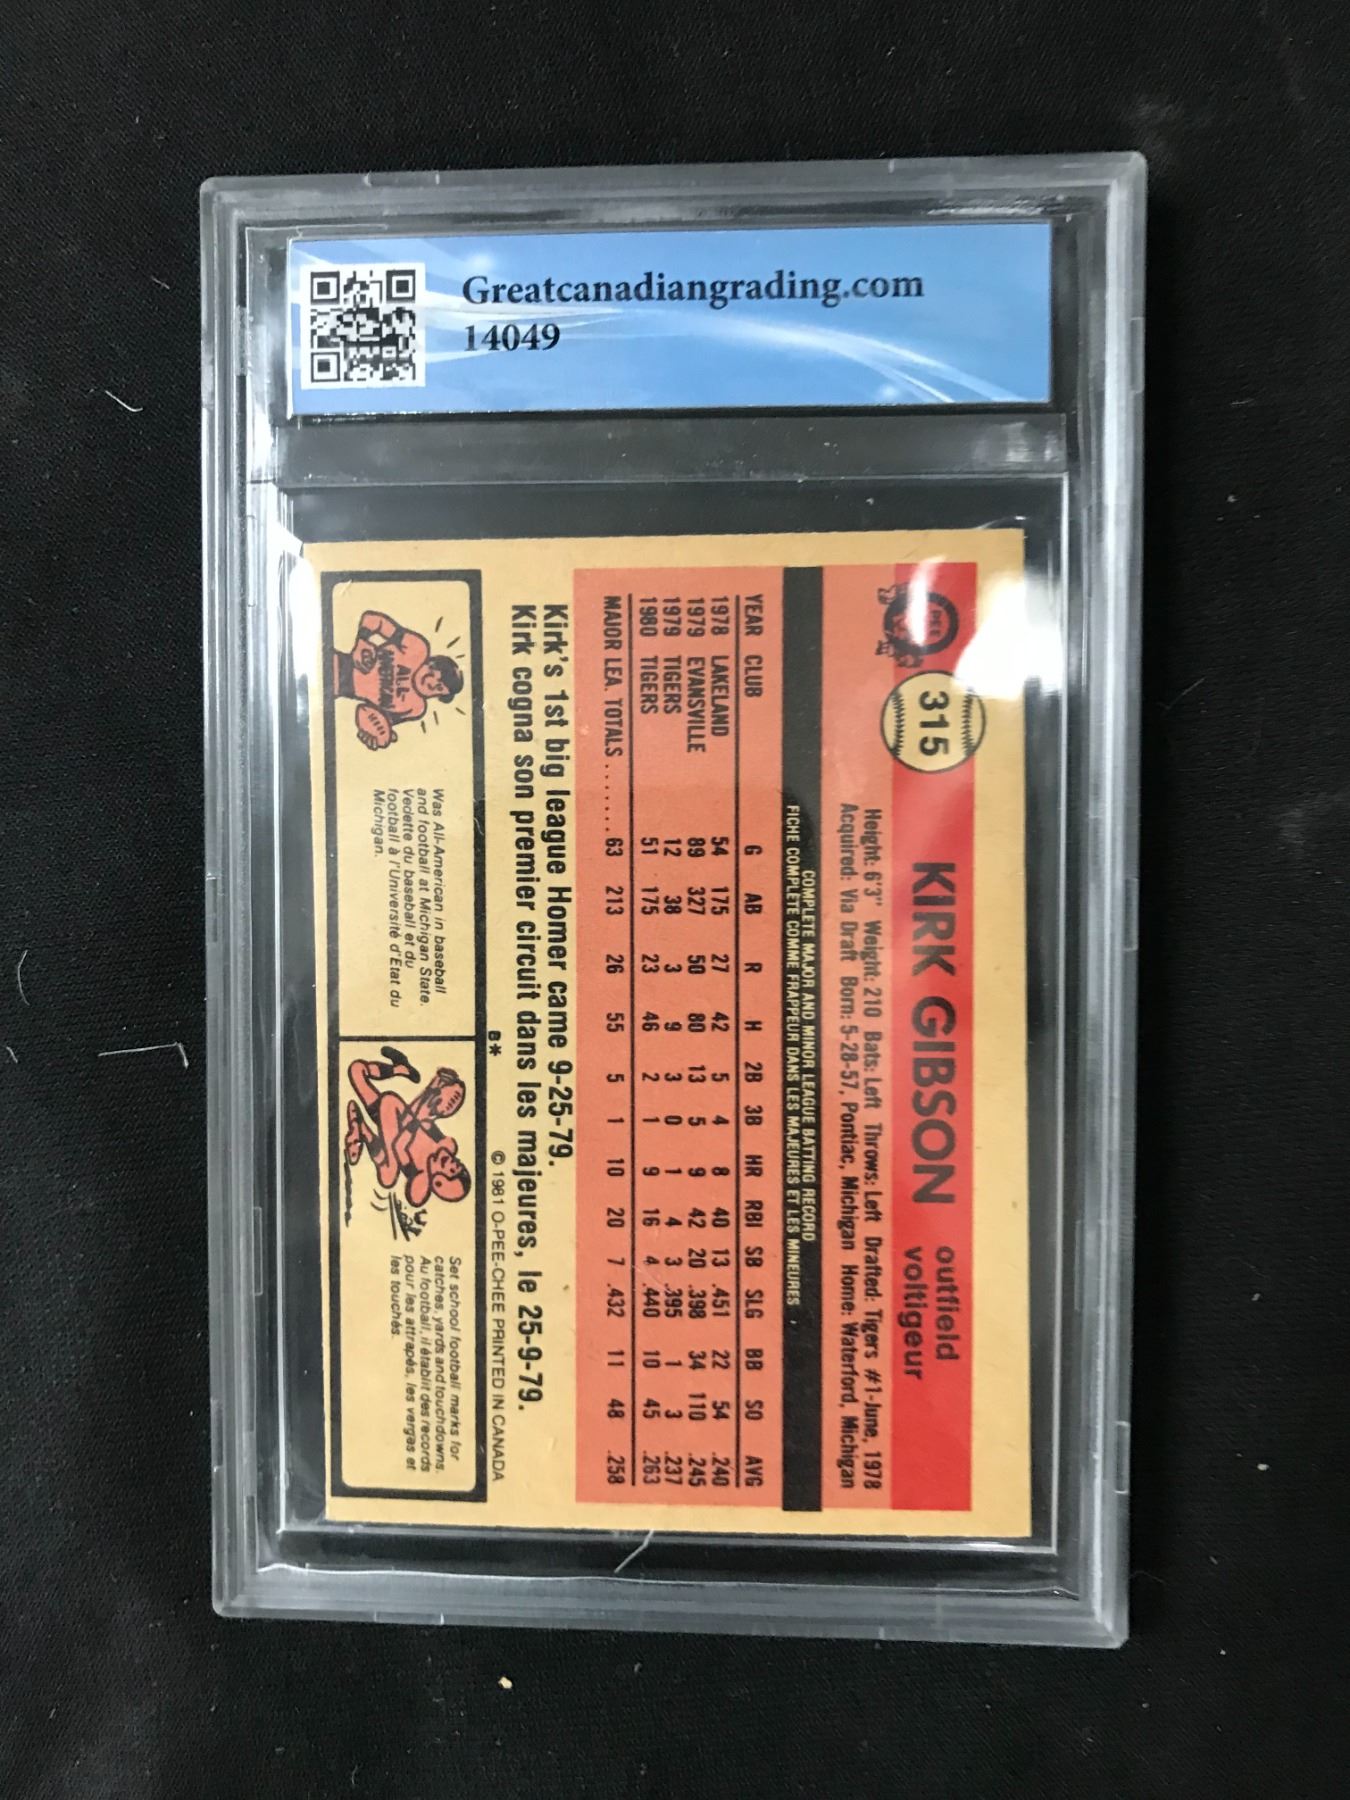 Greatcanadiangrading.com
14049
315
KIRK GIBSON
outfield
voltigeur
Height: 6'3" Weight: 210 Bats: Left Throws: Left Drafted: Tigers #1-June, 1978
Acquired: Via Draft Born: 5-28-57, Pontiac, Michigan Home: Waterford, Michigan
COMPLETE MAJOR AND MINOR LEAGUE BATTING RECORD
FICHE COMPLÈTE COMME FRAPPEUR DANS LES MAJEURES ET LES MINEURES
YEAR CLUB G AB R H 2B 3B HR RBI SB SLG BB SO AVG
1978 LAKELAND 54 175 27 42 5 4 8 40 13 .451 22 54 .240
1979 EVANSVILLE 89 327 50 80 13 5 9 42 20 .398 34 110 .245
1979 TIGERS 12 38 3 9 3 0 1 4 3 .395 1 3 .237
1980 TIGERS 51 175 23 46 2 1 9 16 4 .440 10 45 .263
MAJOR LEA. TOTALS ...... 63 213 26 55 5 1 10 20 7 .432 11 48 .258
Kirk's 1st big league Homer came 9-25-79.
Kirk cogna son premier circuit dans les majeures, le 25-9-79.
B* © 1981 O-PEE-CHEE PRINTED IN CANADA
ALL-
AMERICAN
Was All-American in baseball
and football at Michigan State.
Vedette du baseball et du
football à l'Université d'État du
Michigan.
Set school football marks for
catches, yards and touchdowns.
Au football, il établit des records
pour les attrapés, les verges et
les touchés.